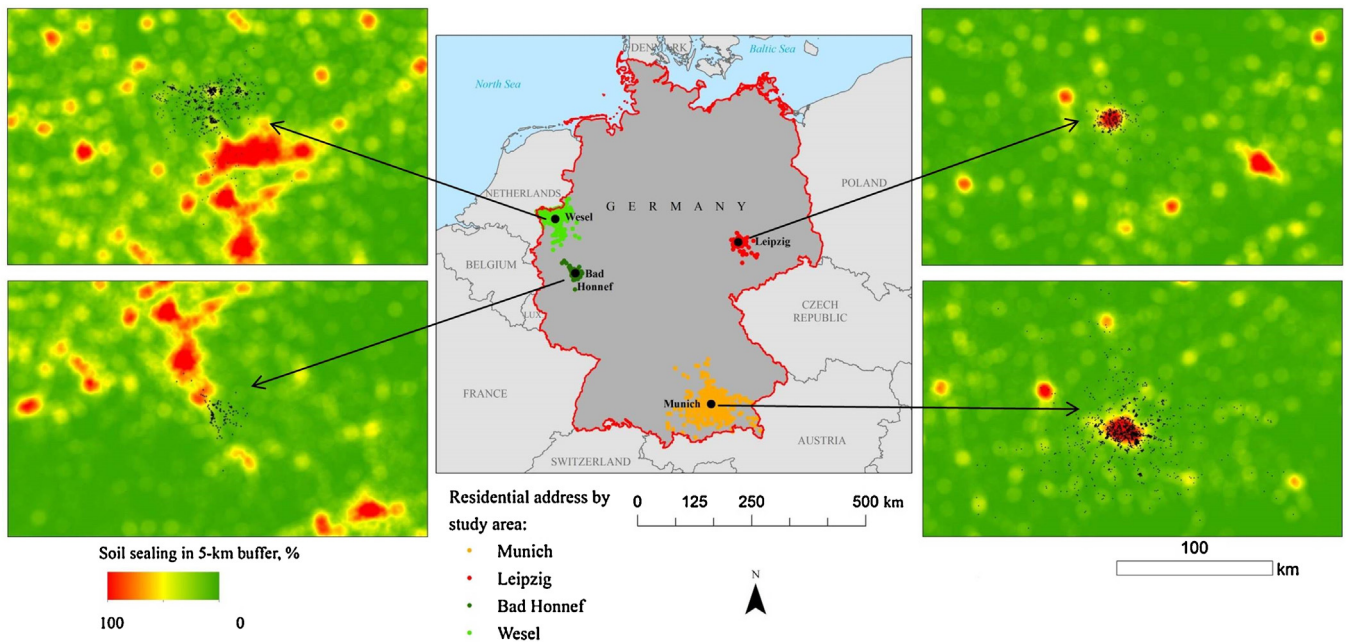 DENMARK
Baltic Sea
North Sea
NETHERLANDS
POLAND
G E R M A N Y
Wesel
Leipzig
BELGIUM
Bad
Honnef
LUX
CZECH
REPUBLIC
FRANCE
Munich
AUSTRIA
SWITZERLAND
Residential address by
study area:
Munich
Leipzig
Bad Honnef
Wesel
0 125 250 500 km
N
Soil sealing in 5-km buffer, %
100 0
100
km